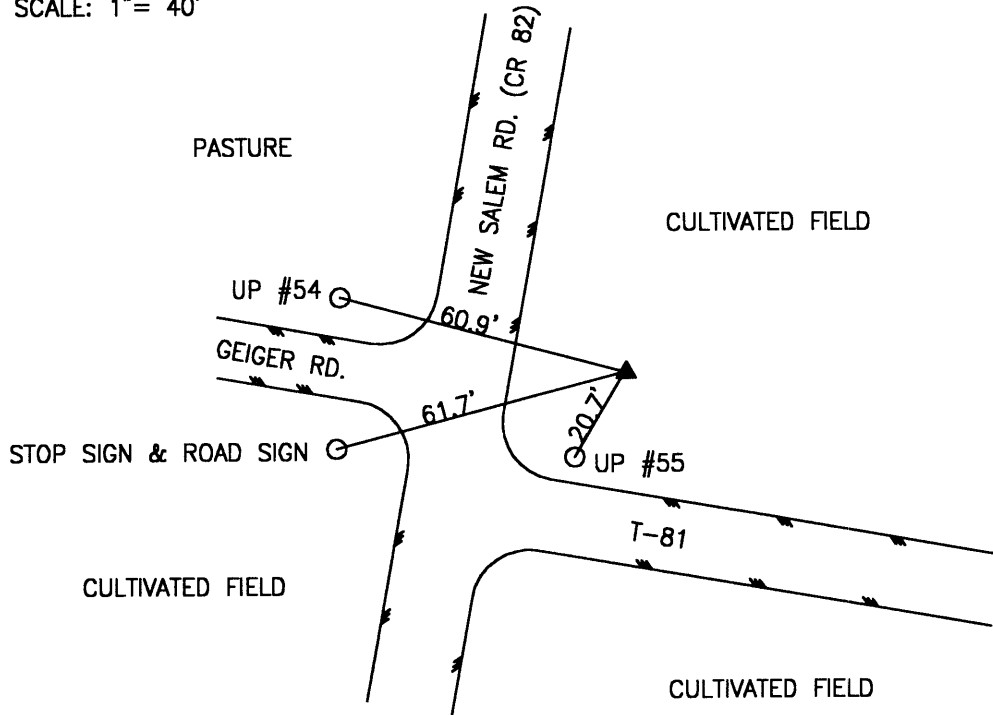 SCALE: 1"= 40'
NEW SALEM RD. (CR 82)
PASTURE
CULTIVATED FIELD
UP #54
60.9'
GEIGER RD.
61.7'
20.7'
STOP SIGN & ROAD SIGN
UP #55
T-81
CULTIVATED FIELD
CULTIVATED FIELD